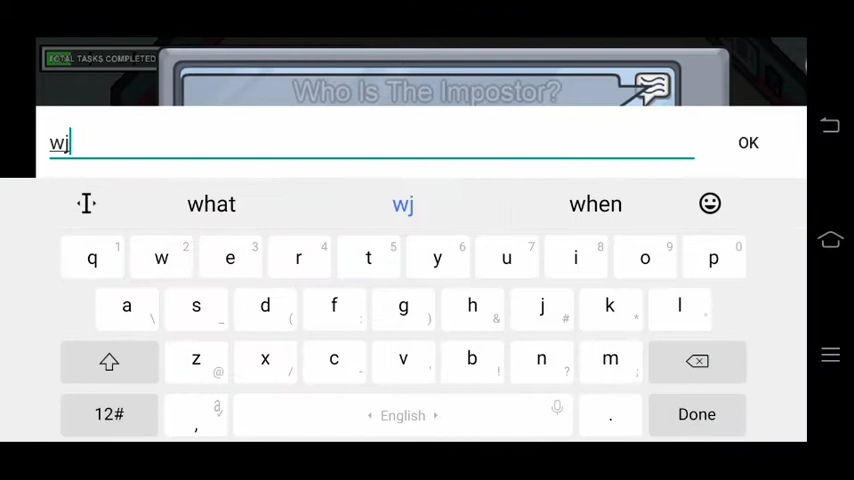 TOTAL TASKS COMPLETED
Who Is The Impostor?
wj
OK
what wj when
q 1 w 2 e 3 r 4 t 5 y 6 u 7 i 8 o 9 p 0
a \ s _ d ( f : g ) h & j # k * l "
z @ x / c - v ' b ! n ? m ;
12# , á English . Done